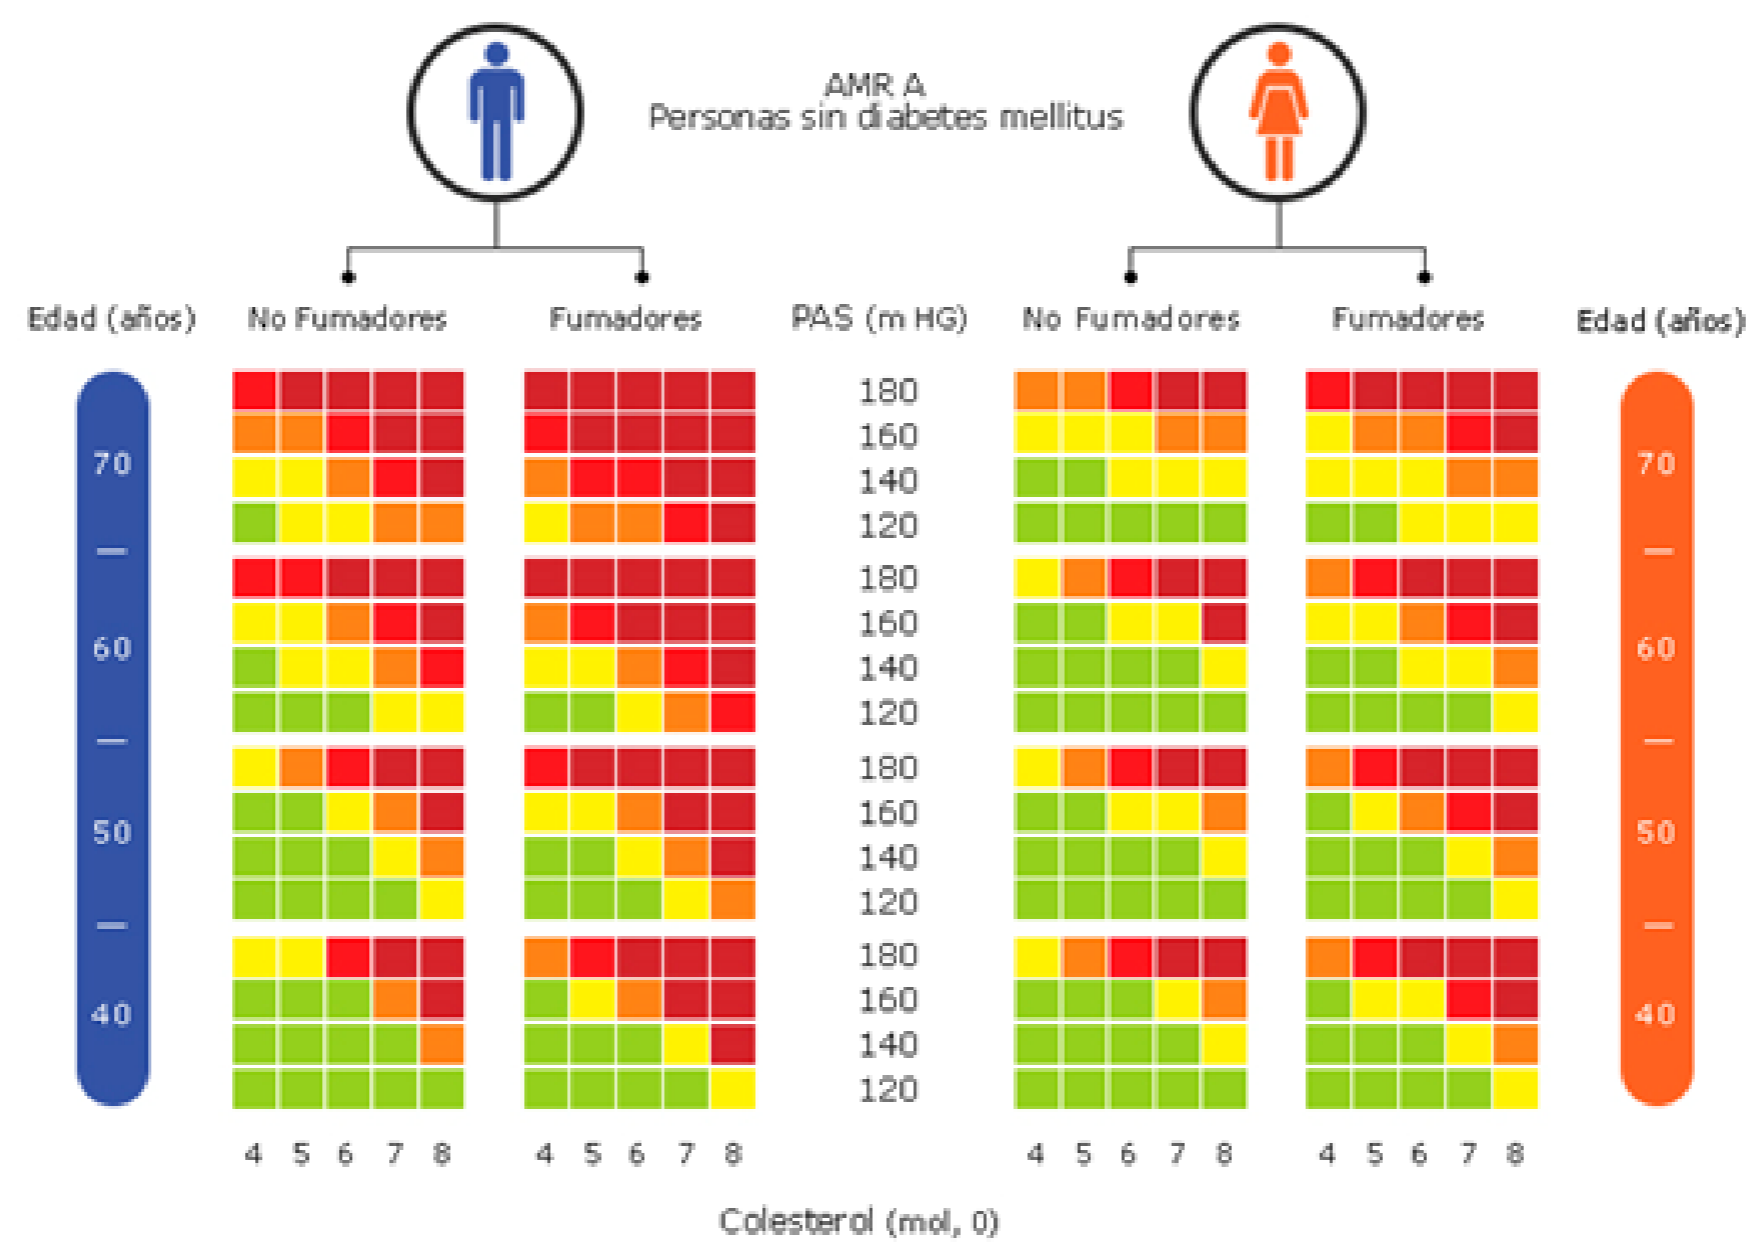 AMR A
Personas sin diabetes mellitus
Edad (años) No Fumadores Fumadores PAS (m HG) No Fumadores Fumadores Edad (años)
180
160
70 140 70
120
180
160
60 140 60
120
180
160
50 140 50
120
180
160
40 140 40
120
4 5 6 7 8 4 5 6 7 8 4 5 6 7 8 4 5 6 7 8
Colesterol (mol, 0)